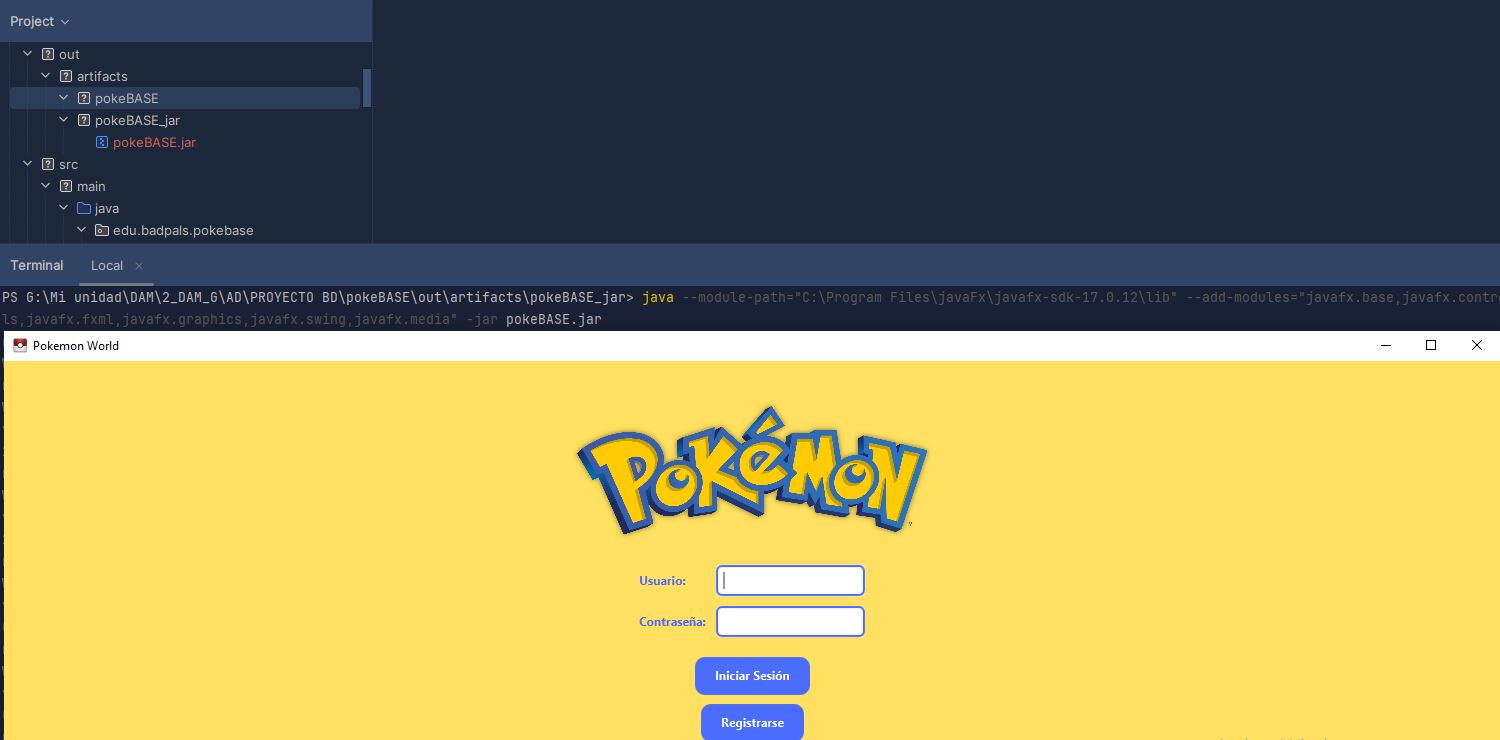 Project
out
artifacts
pokeBASE
pokeBASE_jar
pokeBASE.jar
src
main
java
edu.badpals.pokebase
Terminal Local
PS G:\Mi unidad\DAM\2_DAM_G\AD\PROYECTO BD\pokeBASE\out\artifacts\pokeBASE_jar> java --module-path="C:\Program Files\javaFx\javafx-sdk-17.0.12\lib" --add-modules="javafx.base,javafx.contro
ls,javafx.fxml,javafx.graphics,javafx.swing,javafx.media" -jar pokeBASE.jar
Pokemon World
POKéMON
Usuario:
Contraseña:
Iniciar Sesión
Registrarse